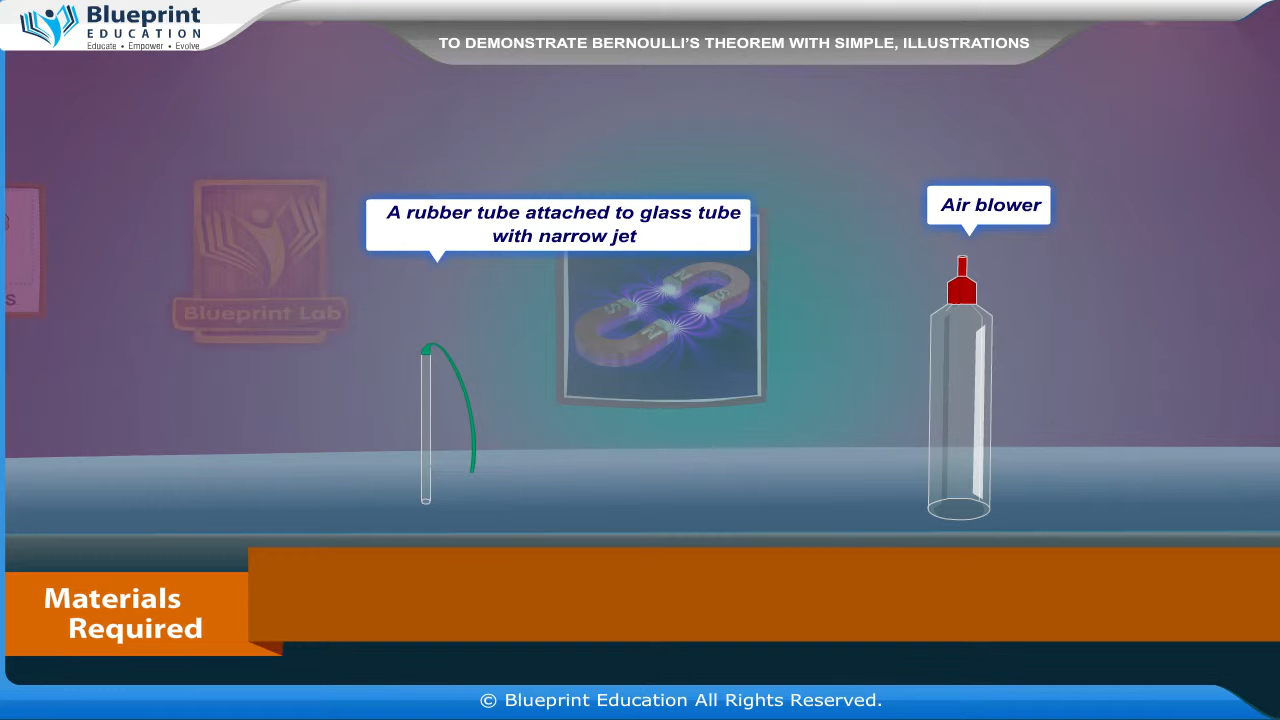 Blueprint
EDUCATION
Educate • Empower • Evolve
TO DEMONSTRATE BERNOULLI'S THEOREM WITH SIMPLE, ILLUSTRATIONS
A rubber tube attached to glass tube
with narrow jet
Air blower
S
Blueprint Lab
N
S
S
N
Materials
Required
© Blueprint Education All Rights Reserved.